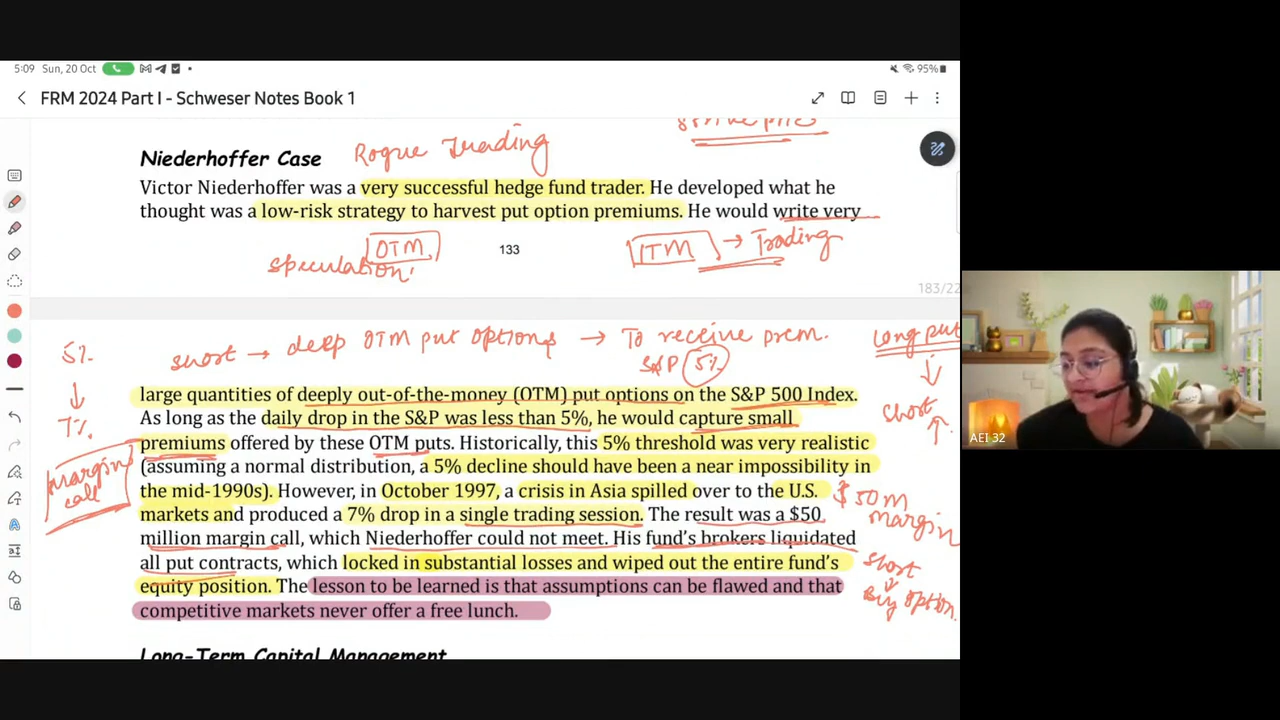 5:09 Sun, 20 Oct
95%
FRM 2024 Part I - Schweser Notes Book 1
Niederhoffer Case Rogue Trading
Victor Niederhoffer was a very successful hedge fund trader. He developed what he
thought was a low-risk strategy to harvest put option premiums. He would write very
OTM 133 ITM → Trading
speculation
183/22
short → deep OTM put options → To receive prem. long put
5% S&P 5%
large quantities of deeply out-of-the-money (OTM) put options on the S&P 500 Index.
As long as the daily drop in the S&P was less than 5%, he would capture small short
7%
premiums offered by these OTM puts. Historically, this 5% threshold was very realistic
(assuming a normal distribution, a 5% decline should have been a near impossibility in
margin call
the mid-1990s). However, in October 1997, a crisis in Asia spilled over to the U.S. $50M
markets and produced a 7% drop in a single trading session. The result was a $50 margin
million margin call, which Niederhoffer could not meet. His fund's brokers liquidated
all put contracts, which locked in substantial losses and wiped out the entire fund's short
equity position. The lesson to be learned is that assumptions can be flawed and that
competitive markets never offer a free lunch. Buy option.
Long-Term Capital Management
AEI 32